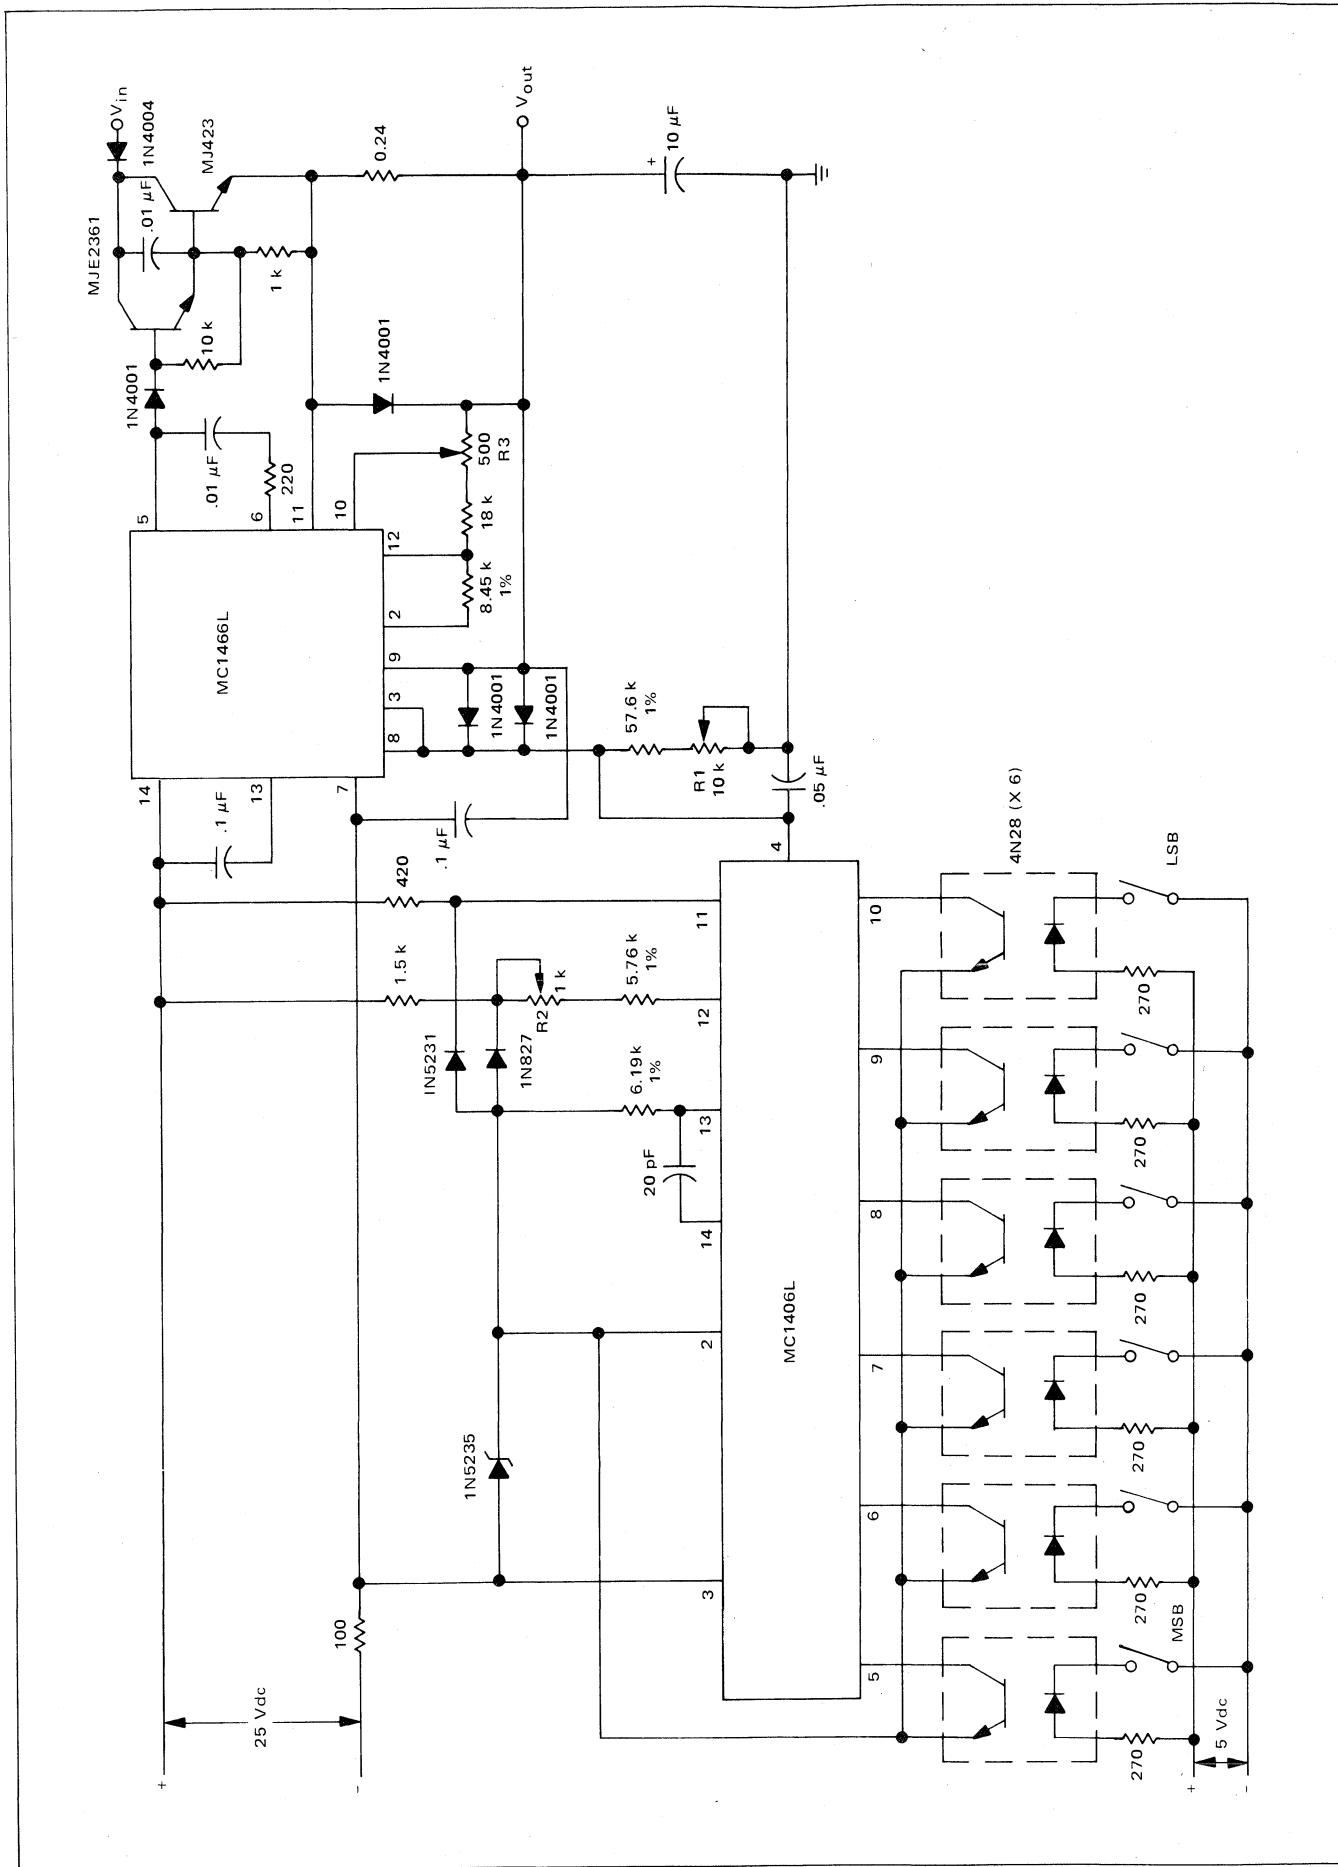 25 Vdc
+
-
100
14
.1 µF
13
7
MC1466L
5
6
11
10
12
2
9
3
8
1N4001
.01 µF
220
10 k
MJE2361
.01 µF
1 k
1N4004
Vin
MJ423
0.24
Vout
1N4001
500
R3
18 k
8.45 k
1%
1N4001
1N4001
.1 µF
57.6 k
1%
R1
10 k
10 µF
+
.05 µF
420
1.5 k
IN5231
1N827
R2
1 k
5.76 k
1%
6.19k
1%
20 pF
1N5235
3
2
14
13
12
11
4
MC1406L
5
6
7
8
9
10
4N28 (X 6)
270
270
270
270
270
270
MSB
LSB
+
-
5 Vdc